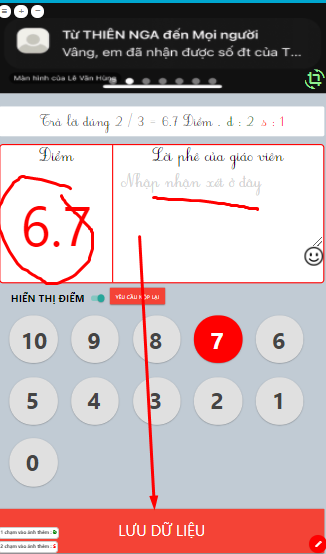 Từ THIÊN NGA đến Mọi người
Vâng, em đã nhận được số đt của T...
Màn hình của Lê Văn Hùng
Trả lời đúng 2 / 3 = 6.7 Điểm . d : 2 s : 1
Điểm
Lời phê của giáo viên
Nhập nhận xét ở đây
6.7
HIỂN THỊ ĐIỂM
YÊU CẦU NỘP LẠI
10 9 8 7 6
5 4 3 2 1
0
LƯU DỮ LIỆU
1 chạm vào ảnh thêm :
2 chạm vào ảnh thêm :